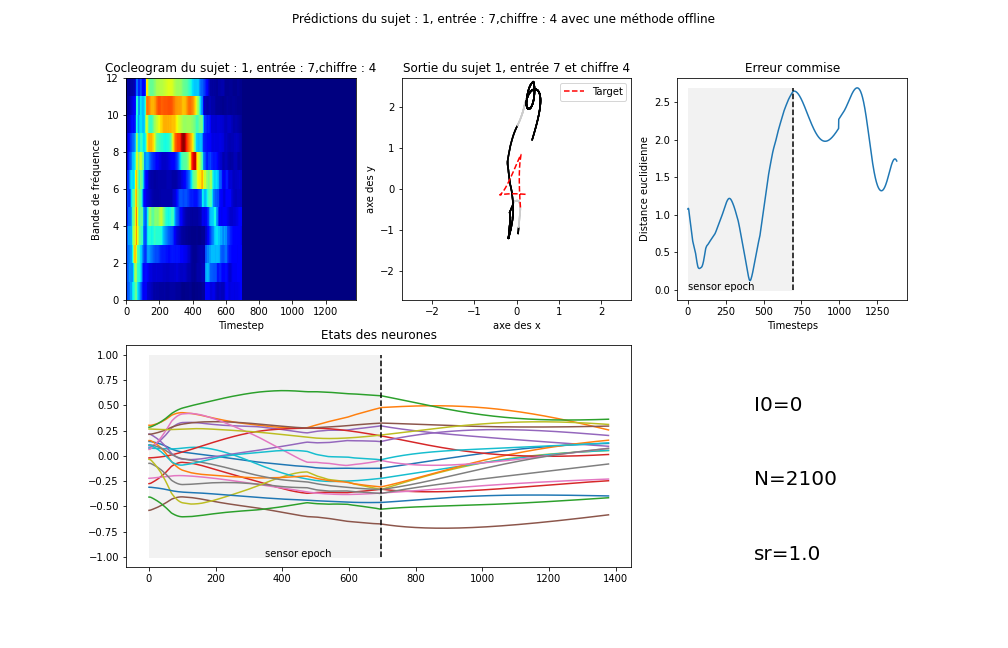 Prédictions du sujet : 1, entrée : 7,chiffre : 4 avec une méthode offline
Cocleogram du sujet : 1, entrée : 7,chiffre : 4
12
10
8
6
4
2
0
Bande de fréquence
0 200 400 600 800 1000 1200
Timestep
Sortie du sujet 1, entrée 7 et chiffre 4
Target
2
1
0
−1
−2
axe des y
−2 −1 0 1 2
axe des x
Erreur commise
2.5
2.0
1.5
1.0
0.5
0.0
Distance euclidienne
sensor epoch
0 250 500 750 1000 1250
Timesteps
Etats des neurones
1.00
0.75
0.50
0.25
0.00
−0.25
−0.50
−0.75
−1.00
sensor epoch
0 200 400 600 800 1000 1200 1400
I0=0
N=2100
sr=1.0